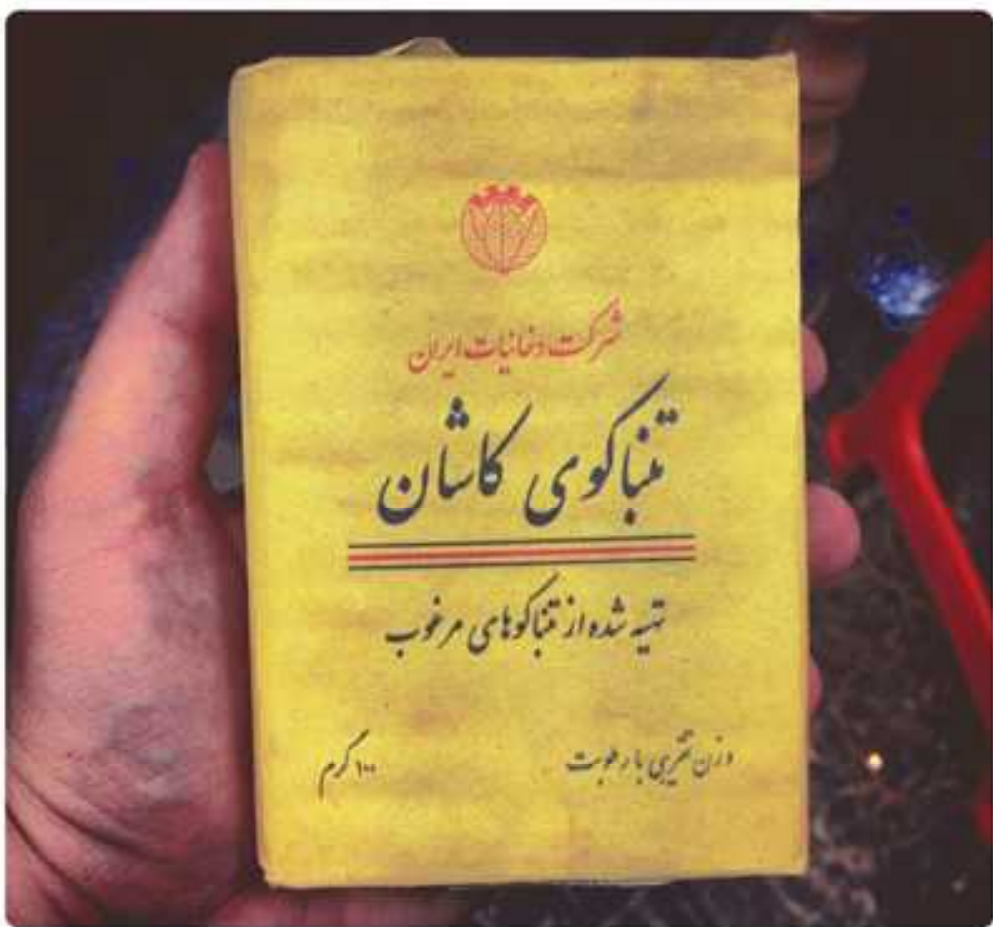 شرکت دخانیات ایران
تنباکوی کاشان
تهیه شده از تنباکوهای مرغوب
وزن تقریبی با رطوبت ۱۰۰ گرم